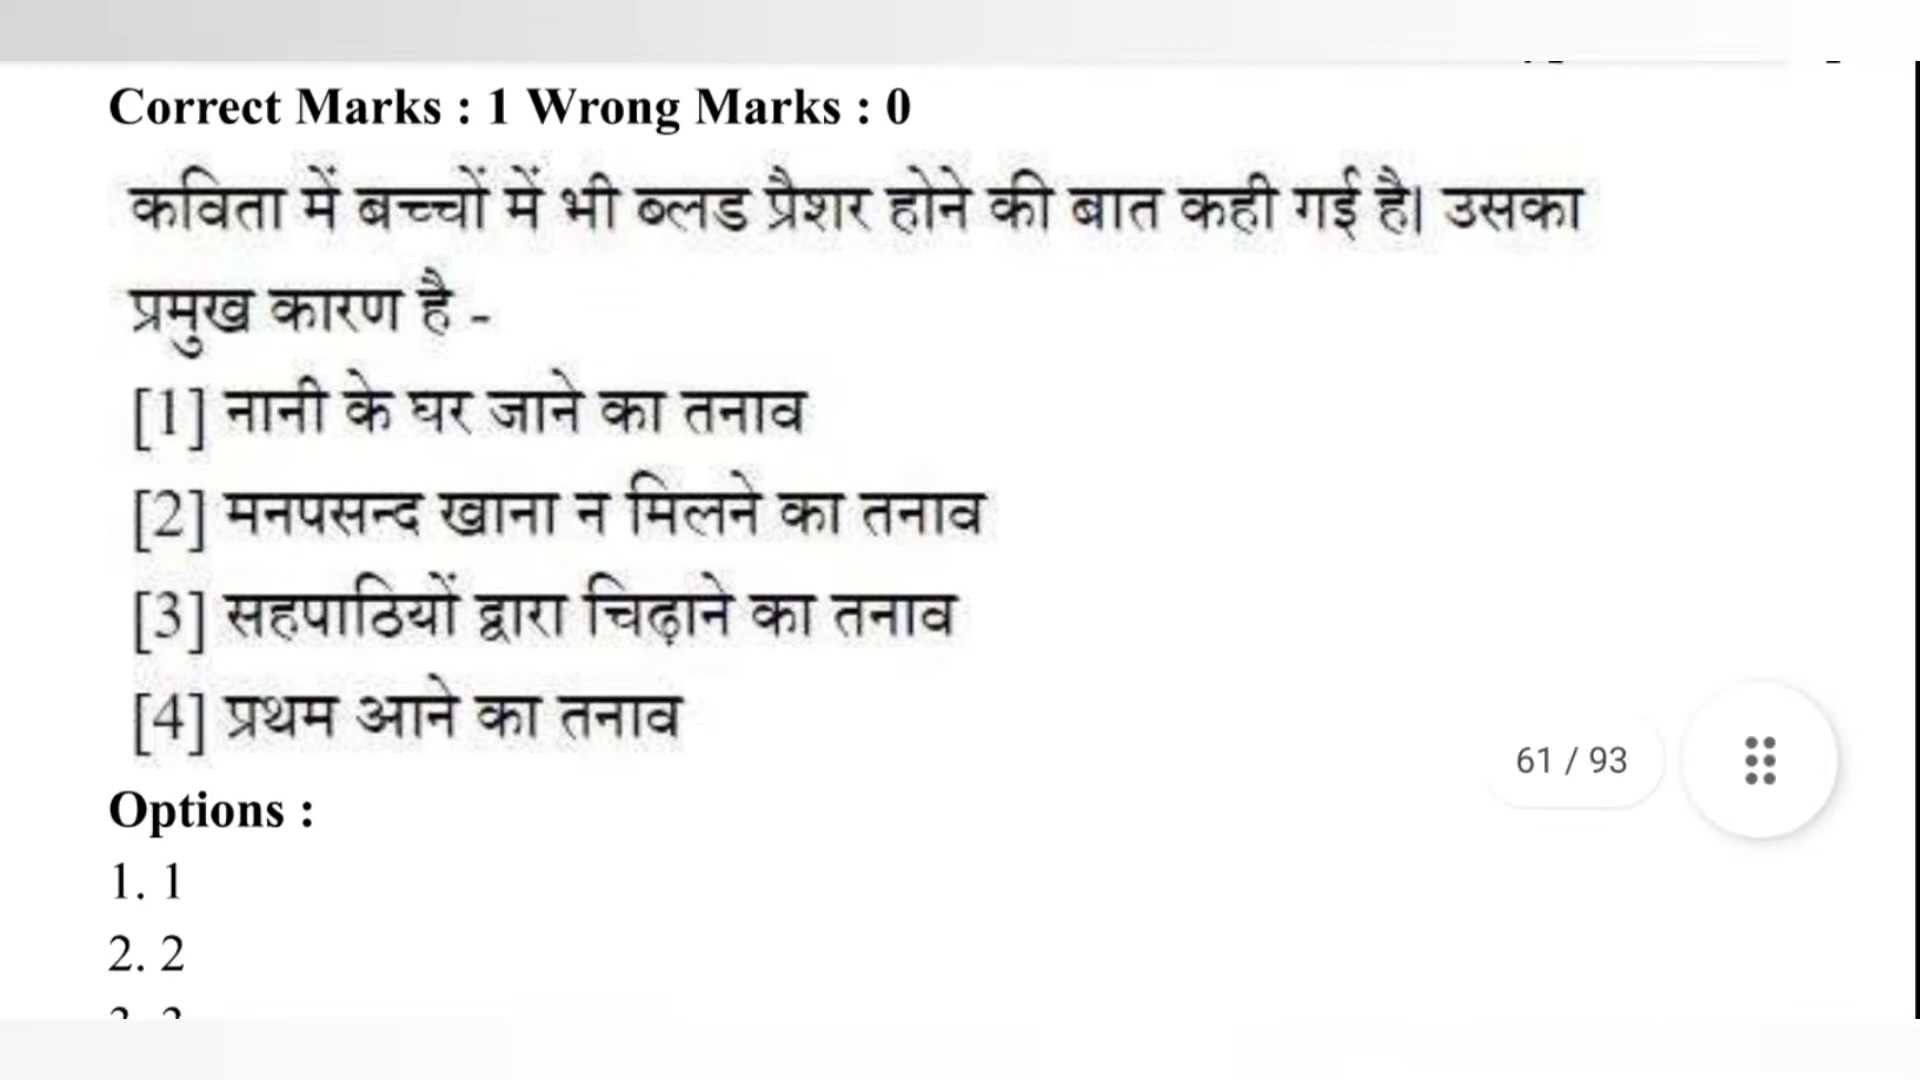 Correct Marks : 1 Wrong Marks : 0
कविता में बच्चों में भी ब्लड प्रैशर होने की बात कही गई है। उसका
प्रमुख कारण है -
[1] नानी के घर जाने का तनाव
[2] मनपसन्द खाना न मिलने का तनाव
[3] सहपाठियों द्वारा चिढ़ाने का तनाव
[4] प्रथम आने का तनाव
61 / 93
Options :
1. 1
2. 2